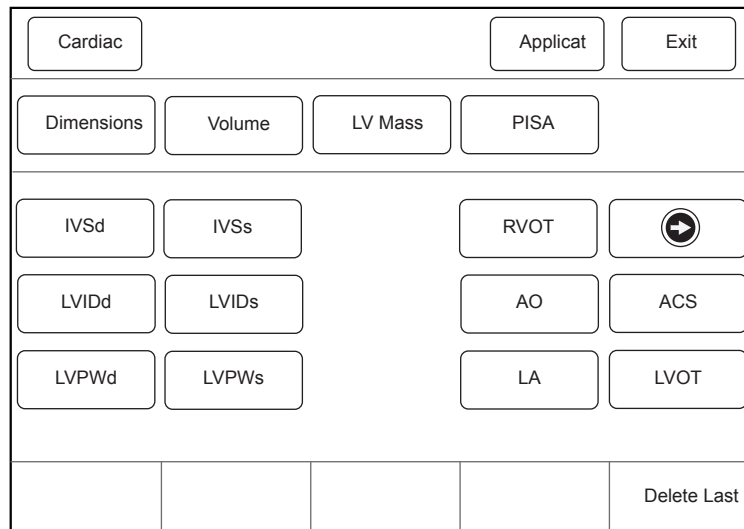 Cardiac Applicat Exit
Dimensions Volume LV Mass PISA
IVSd IVSs RVOT
LVIDd LVIDs AO ACS
LVPWd LVPWs LA LVOT
Delete Last